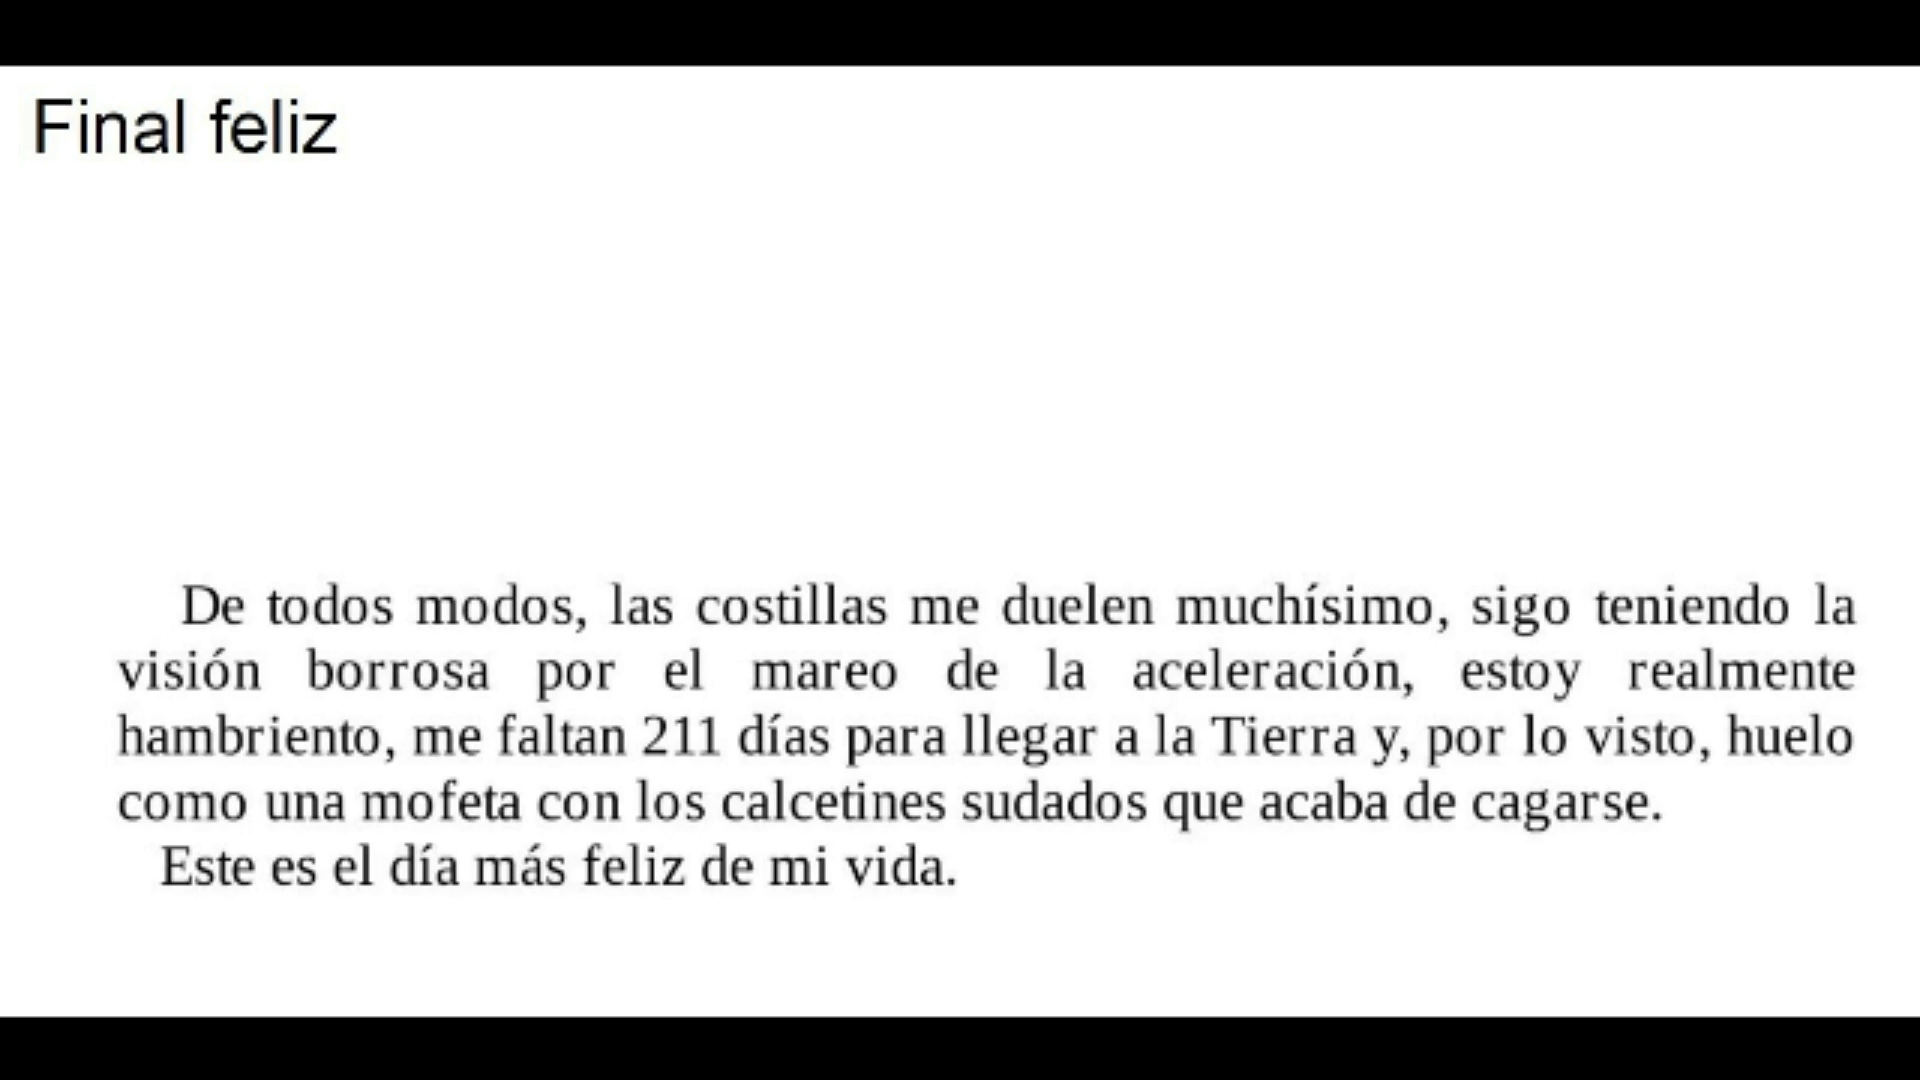 Final feliz
De todos modos, las costillas me duelen muchísimo, sigo teniendo la
visión borrosa por el mareo de la aceleración, estoy realmente
hambriento, me faltan 211 días para llegar a la Tierra y, por lo visto, huelo
como una mofeta con los calcetines sudados que acaba de cagarse.
Este es el día más feliz de mi vida.